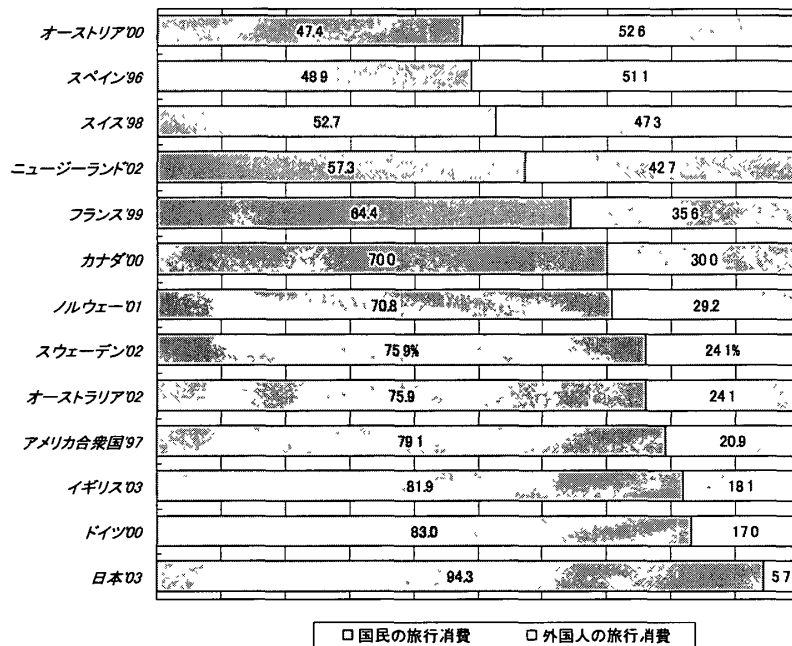 オーストリア'00 47.4 52 6
スペイン'96 48 9 51 1
スイス'98 52.7 47 3
ニュージーランド'02 57.3 42 7
フランス'99 64.4 35 6
カナダ'00 70 0 30 0
ノルウェー'01 70.8 29.2
スウェーデン'02 75 9% 24 1%
オーストラリア'02 75.9 24 1
アメリカ合衆国'97 79 1 20.9
イギリス'03 81.9 18 1
ドイツ'00 83.0 17 0
日本'03 94.3 5 7
国民の旅行消費 外国人の旅行消費